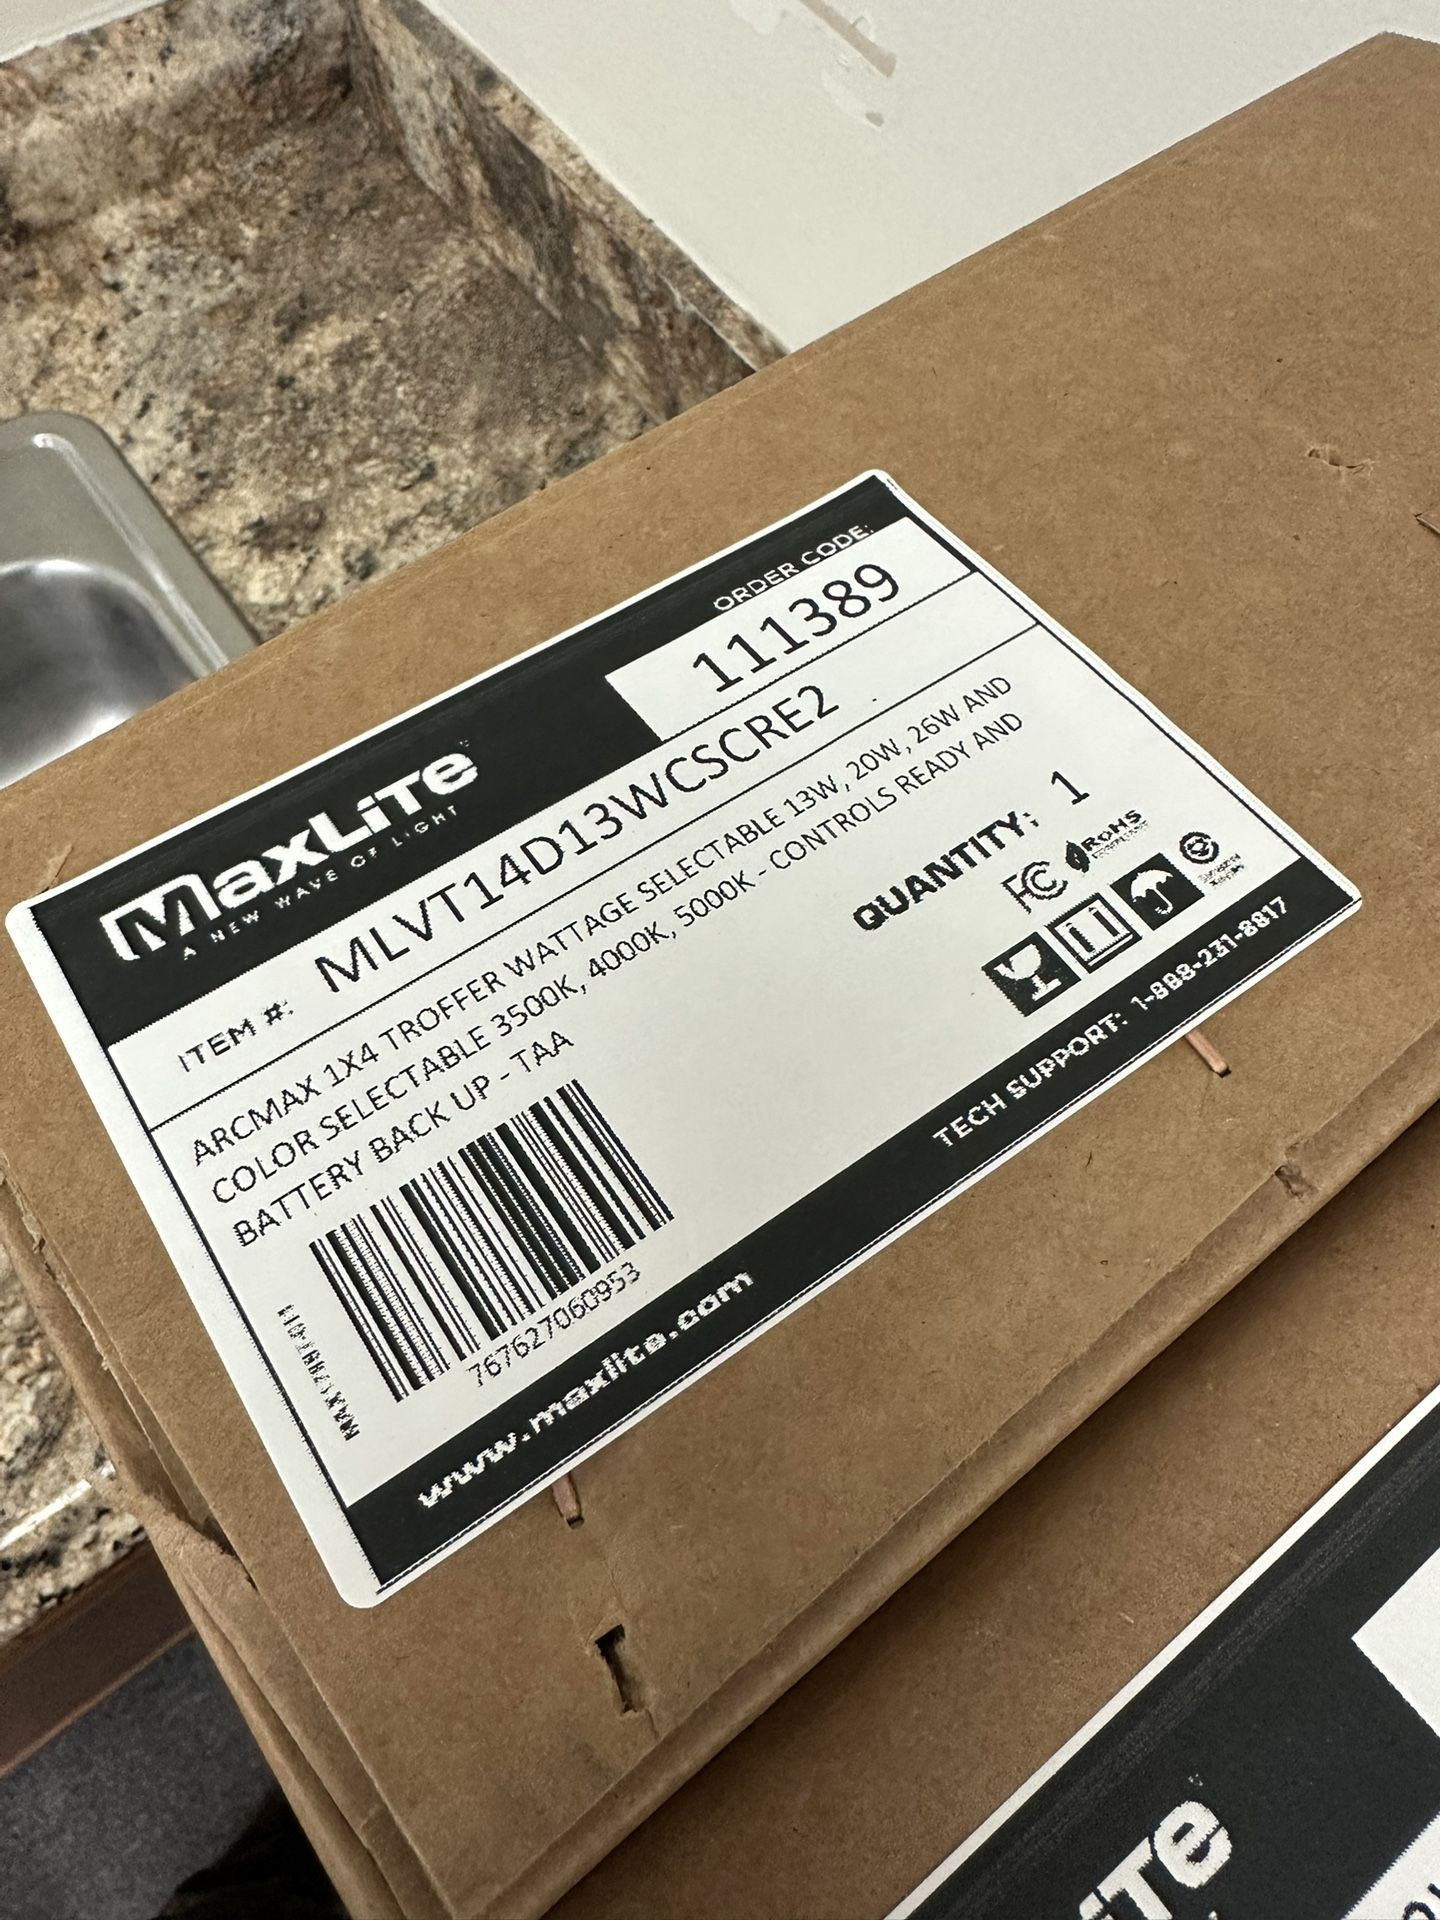 ORDER CODE:
111389
MaxLite
A NEW WAVE OF LIGHT
ITEM #: MLVT14D13WCSCRE2
ARCMAX 1X4 TROFFER WATTAGE SELECTABLE 13W, 20W, 26W AND
COLOR SELECTABLE 3500K, 4000K, 5000K - CONTROLS READY AND
BATTERY BACK UP - TAA
QUANTITY: 1
FC RoHS
767627060953
www.maxlite.com
TECH SUPPORT: 1-888-231-8817